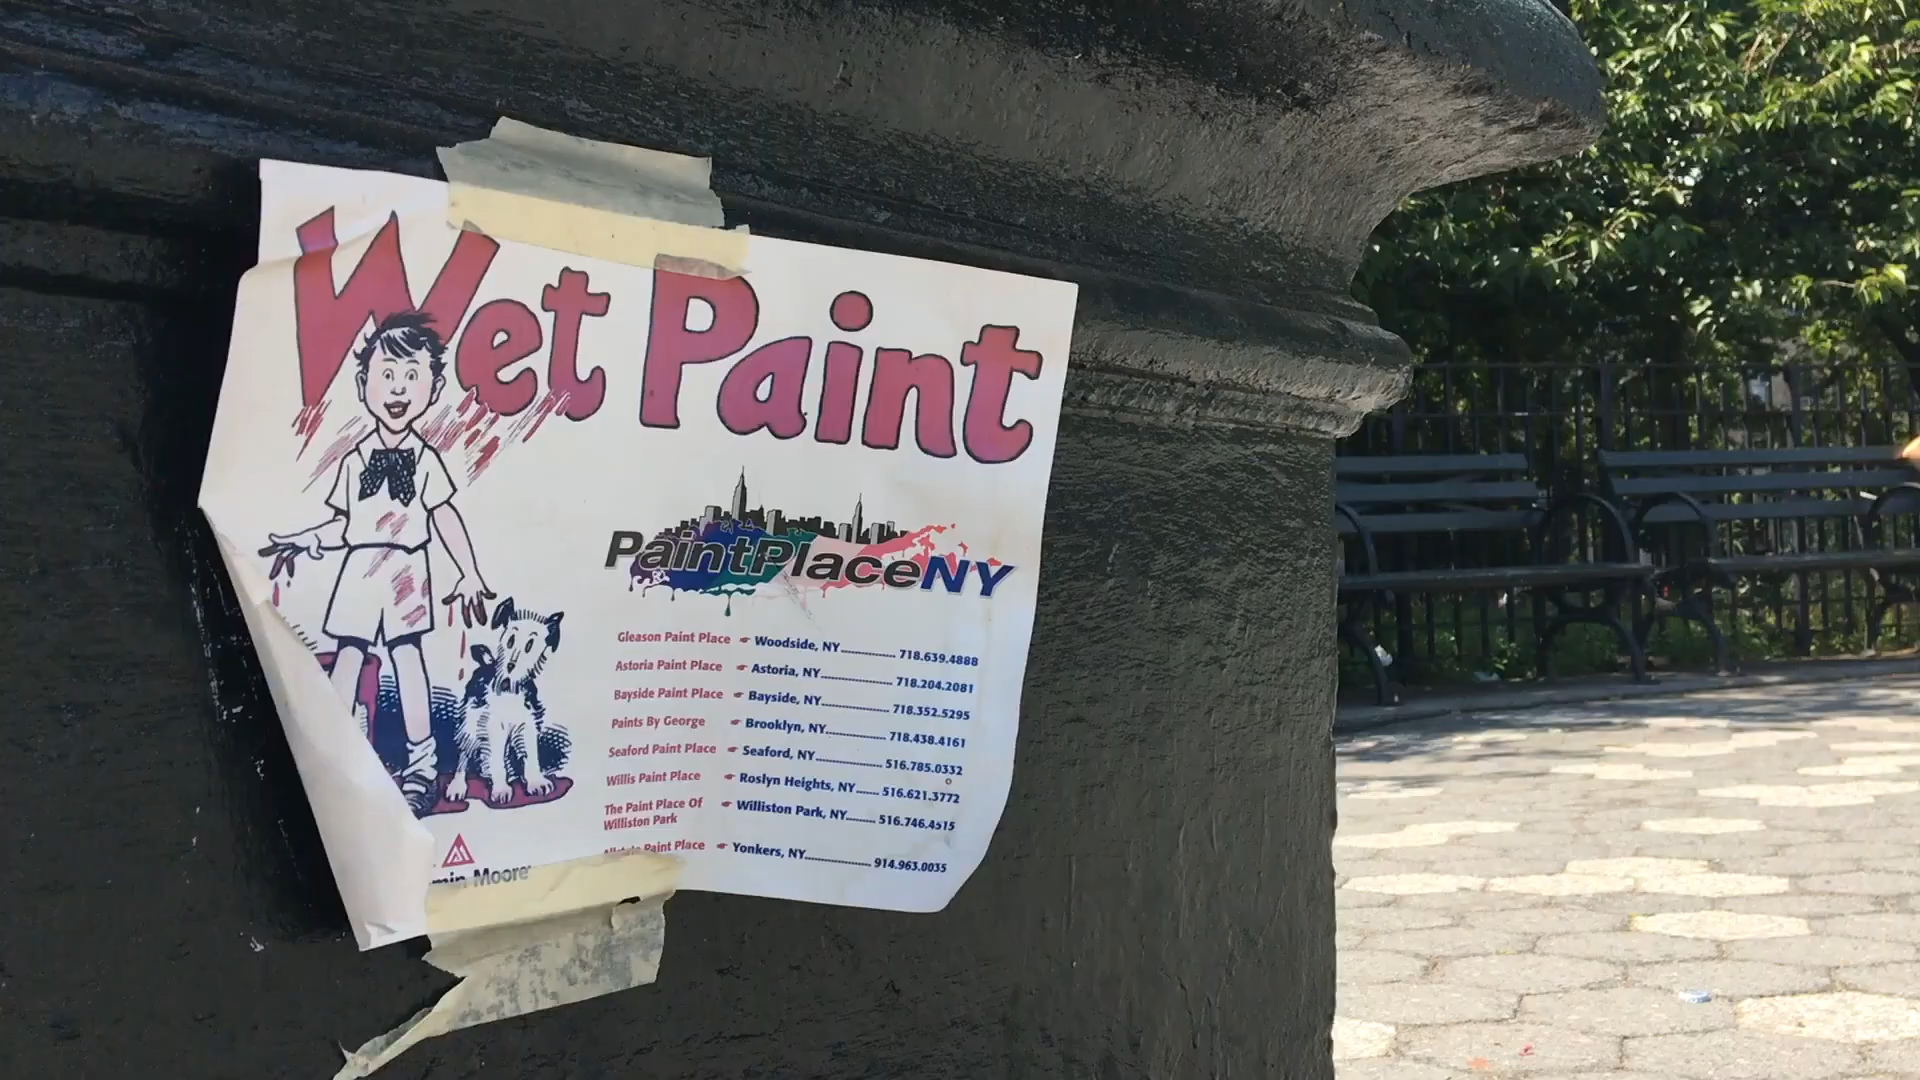 Wet Paint
PaintPlaceNY
Gleason Paint Place ☛ Woodside, NY............... 718.639.4888
Astoria Paint Place ☛ Astoria, NY................... 718.204.2081
Bayside Paint Place ☛ Bayside, NY................... 718.352.5295
Paints By George ☛ Brooklyn, NY................. 718.438.4161
Seaford Paint Place ☛ Seaford, NY................... 516.785.0332
Willis Paint Place ☛ Roslyn Heights, NY....... 516.621.3772
The Paint Place Of ☛ Williston Park, NY......... 516.746.4515
Williston Park
Paint Place ☛ Yonkers, NY................... 914.963.0035
Moore